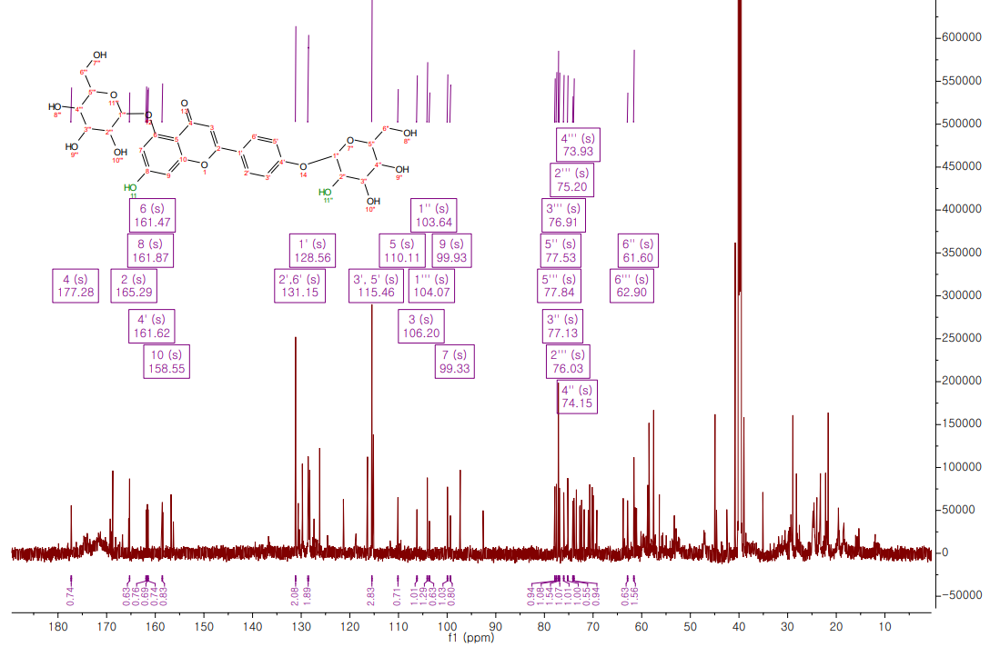 600000
550000
500000
450000
400000
350000
300000
250000
200000
150000
100000
50000
0
-50000
OH
7'''
6'''
5'''
O
11'''
HO
8'''
4'''
1'''
O
3'''
2'''
HO
9'''
OH
10'''
O
13
4
3
6
5
7
2
10
8
9
O
1
HO
11
1'
6'
5'
4'
2'
3'
O
14
O
7''
6''
OH
8''
5''
1''
4''
OH
9''
2''
3''
HO
11''
OH
10''
4''' (s)
73.93
2''' (s)
75.20
6 (s)
161.47
1'' (s)
103.64
3''' (s)
76.91
8 (s)
161.87
1' (s)
128.56
5 (s)
110.11
9 (s)
99.93
5'' (s)
77.53
6'' (s)
61.60
4 (s)
177.28
2 (s)
165.29
2',6' (s)
131.15
3', 5' (s)
115.46
1''' (s)
104.07
5''' (s)
77.84
6''' (s)
62.90
4' (s)
161.62
3 (s)
106.20
3'' (s)
77.13
10 (s)
158.55
7 (s)
99.33
2''' (s)
76.03
4'' (s)
74.15
0.74
0.63
0.76
0.69
0.74
0.83
2.08
1.89
2.83
0.71
1.01
1.29
0.63
1.03
0.80
0.94
1.08
1.54
1.07
1.01
1.00
0.55
0.94
0.63
1.56
180 170 160 150 140 130 120 110 100 90 80 70 60 50 40 30 20 10
f1 (ppm)